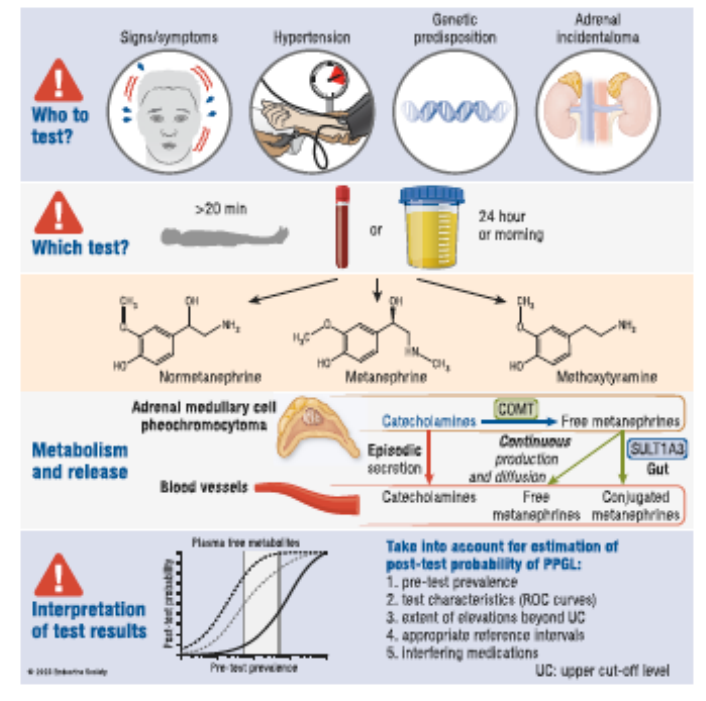 Signs/symptoms
Hypertension
Genetic
predisposition
Adrenal
incidentaloma
Who to
test?
Which test?
>20 min
or
24 hour
or morning
CH₃
O
HO
OH
NH₂
Normetanephrine
H₃C
O
HO
OH
HN
CH₃
Metanephrine
CH₃
O
HO
NH₂
Methoxytyramine
Metabolism
and release
Adrenal medullary cell
pheochromocytoma
Blood vessels
Catecholamines
COMT
Free metanephrines
Episodic
secretion
Continuous
production
and diffusion
SULT1A3
Gut
Catecholamines
Free
metanephrines
Conjugated
metanephrines
Interpretation
of test results
Plasma free metabolites
Post-test probability
Pre-test prevalence
Take into account for estimation of
post-test probability of PPGL:
1. pre-test prevalence
2. test characteristics (ROC curves)
3. extent of elevations beyond UC
4. appropriate reference intervals
5. interfering medications
UC: upper cut-off level
Endocrine Society